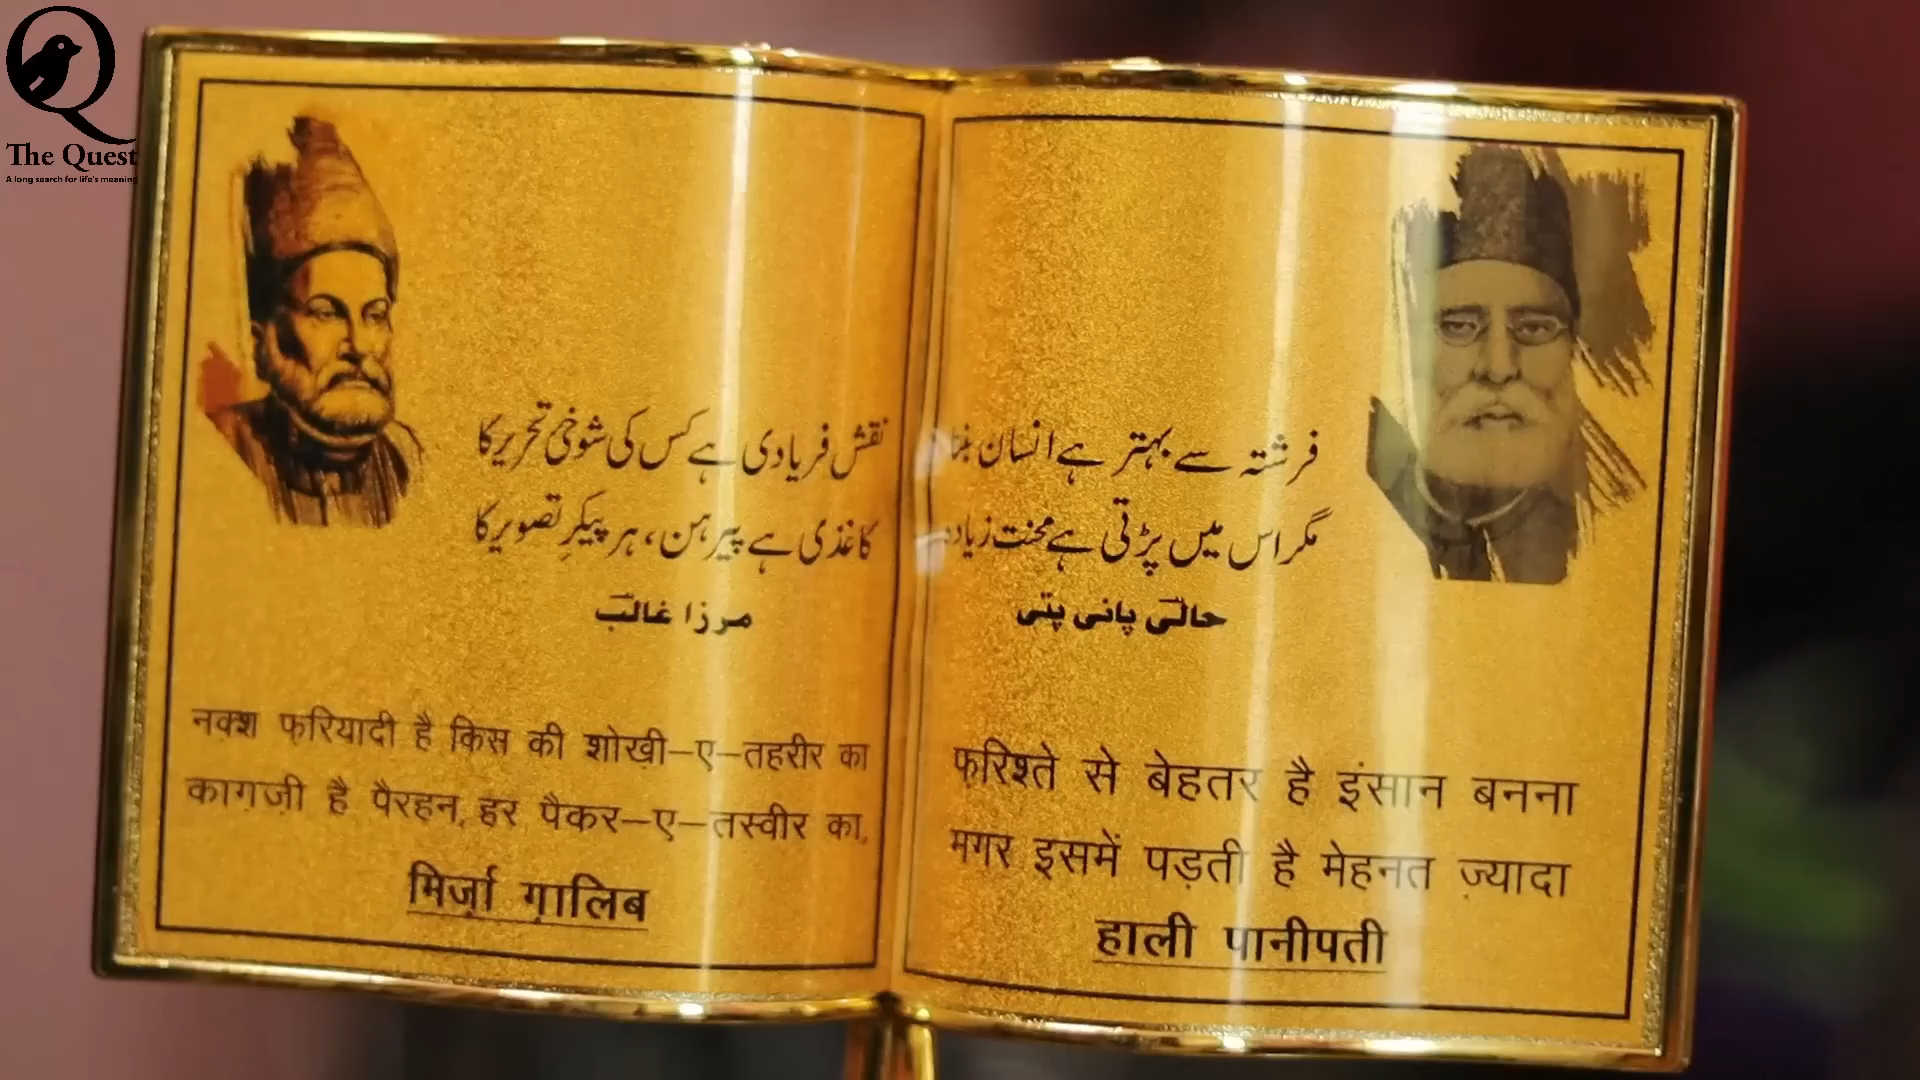 The Quest
A long search for life's meaning
نقش فریادی ہے کس کی شوخیٔ تحریر کا
کاغذی ہے پیرہن، ہر پیکرِ تصویر کا
مرزا غالبؔ
नक्श फ़रियादी है किस की शोख़ी–ए–तहरीर का
काग़ज़ी है पैरहन, हर पैकर–ए–तस्वीर का,
मिर्ज़ा ग़ालिब
فرشتہ سے بہتر ہے انسان بننا
مگر اس میں پڑتی ہے محنت زیادہ
حالیؔ پانی پتی
फ़रिश्ते से बेहतर है इंसान बनना
मगर इसमें पड़ती है मेहनत ज़्यादा
हाली पानीपती